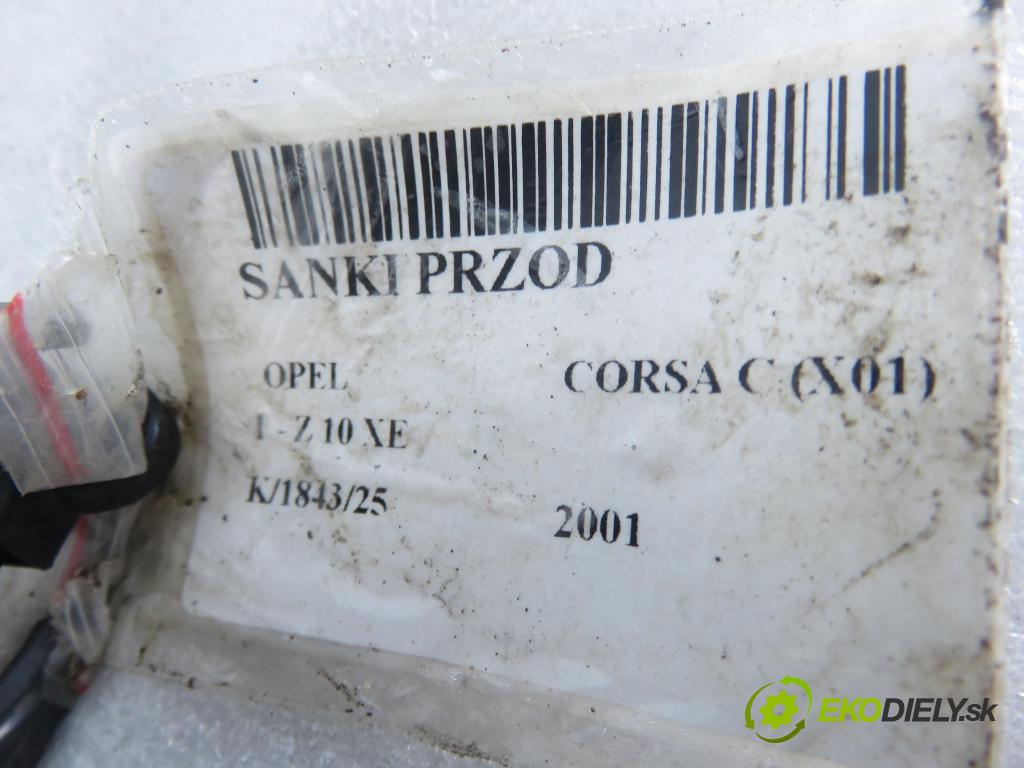 SANKI PRZOD
OPEL CORSA C (X01)
1 - Z 10 XE
K/1843/25 2001
EKODIELY.sk